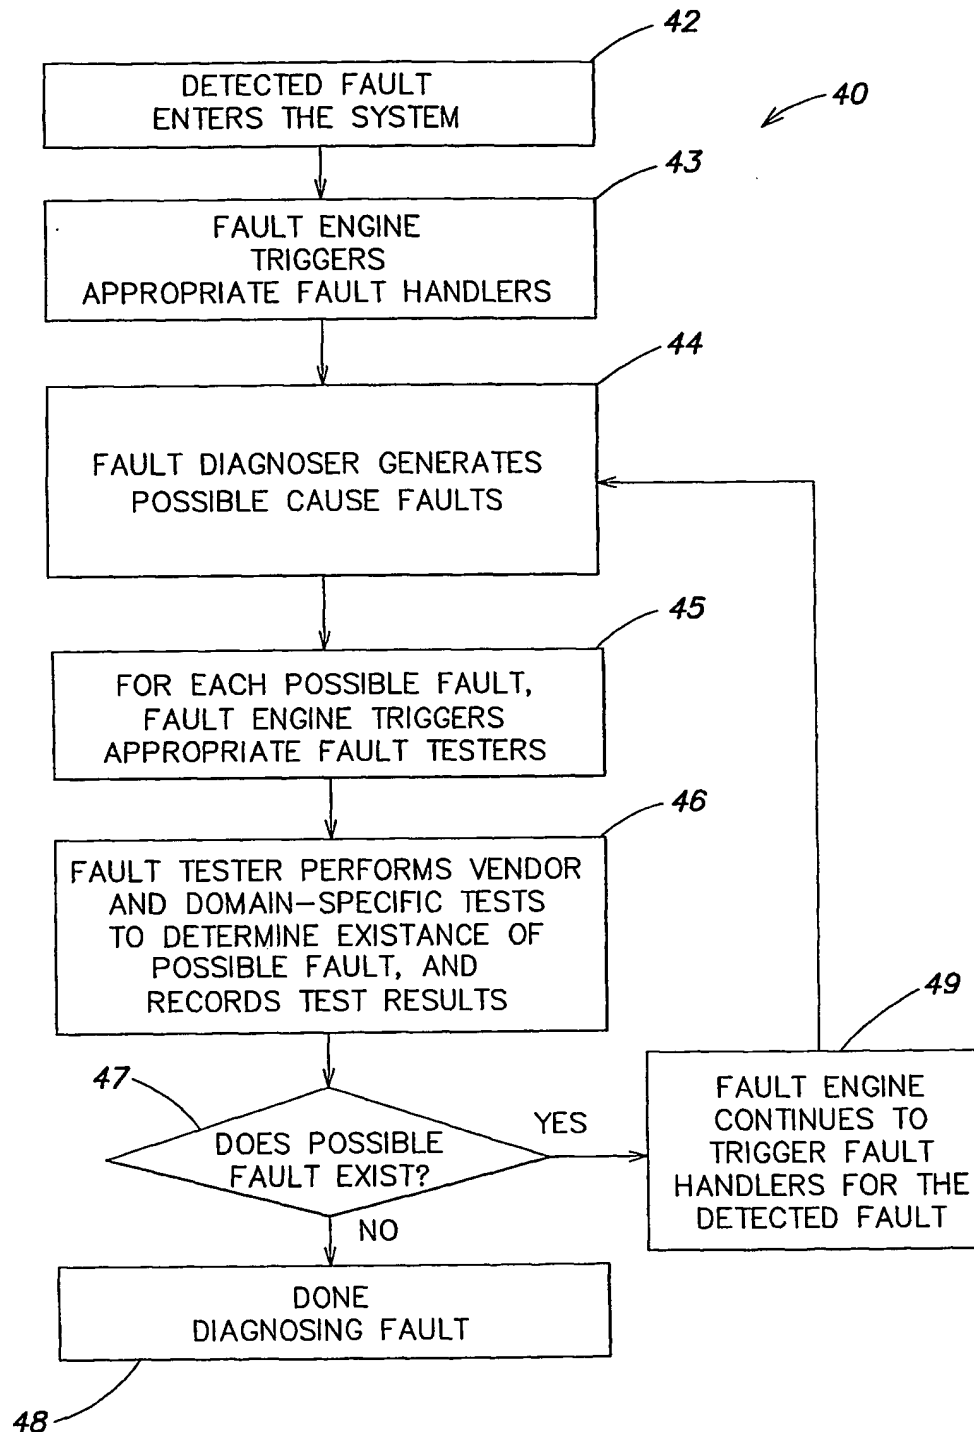 42
DETECTED FAULT
ENTERS THE SYSTEM
40
43
FAULT ENGINE
TRIGGERS
APPROPRIATE FAULT HANDLERS
44
FAULT DIAGNOSER GENERATES
POSSIBLE CAUSE FAULTS
45
FOR EACH POSSIBLE FAULT,
FAULT ENGINE TRIGGERS
APPROPRIATE FAULT TESTERS
46
FAULT TESTER PERFORMS VENDOR
AND DOMAIN–SPECIFIC TESTS
TO DETERMINE EXISTANCE OF
POSSIBLE FAULT, AND
RECORDS TEST RESULTS
47
DOES POSSIBLE
FAULT EXIST?
YES
49
FAULT ENGINE
CONTINUES TO
TRIGGER FAULT
HANDLERS FOR THE
DETECTED FAULT
NO
DONE
DIAGNOSING FAULT
48